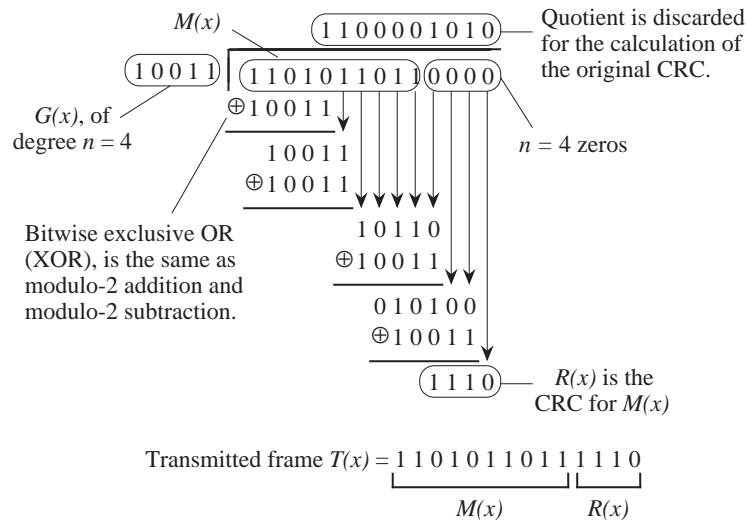 M(x)
1 1 0 0 0 0 1 0 1 0
Quotient is discarded
for the calculation of
the original CRC.
1 0 0 1 1
1 1 0 1 0 1 1 0 1 1 0 0 0 0
G(x), of
degree n = 4
⊕ 1 0 0 1 1
n = 4 zeros
1 0 0 1 1
⊕ 1 0 0 1 1
Bitwise exclusive OR
(XOR), is the same as
modulo-2 addition and
modulo-2 subtraction.
1 0 1 1 0
⊕ 1 0 0 1 1
0 1 0 1 0 0
⊕ 1 0 0 1 1
1 1 1 0
R(x) is the
CRC for M(x)
Transmitted frame T(x) = 1 1 0 1 0 1 1 0 1 1 1 1 1 0
M(x) R(x)